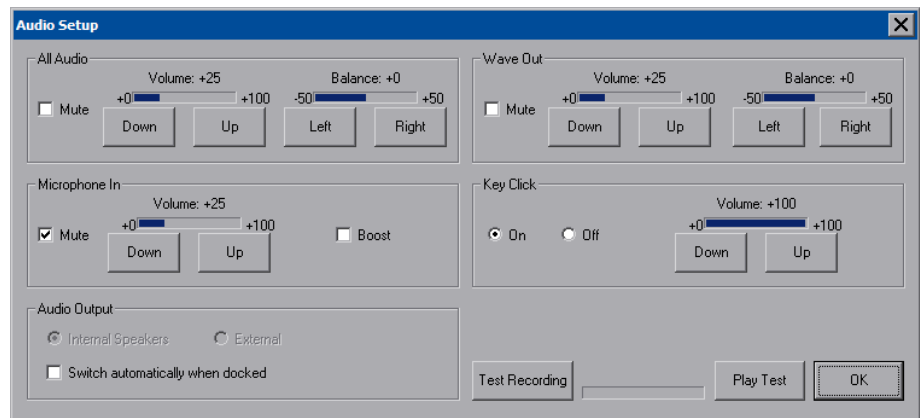 Audio Setup
All Audio
Volume: +25
Balance: +0
Mute
+0
+100
-50
+50
Down
Up
Left
Right
Wave Out
Volume: +25
Balance: +0
Mute
+0
+100
-50
+50
Down
Up
Left
Right
Microphone In
Volume: +25
+0
+100
Mute
Boost
Down
Up
Key Click
Volume: +100
+0
+100
On
Off
Down
Up
Audio Output
Internal Speakers
External
Switch automatically when docked
Test Recording
Play Test
OK